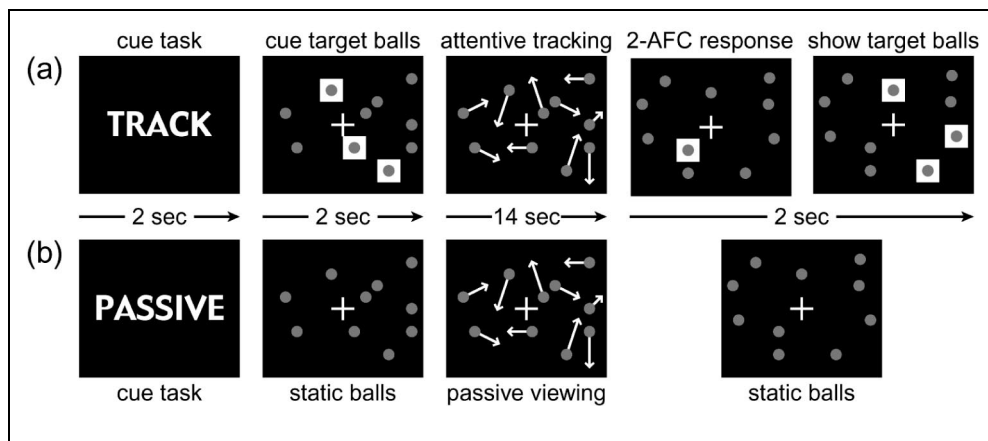 cue task cue target balls attentive tracking 2-AFC response show target balls
(a)
TRACK
2 sec 2 sec 14 sec 2 sec
(b)
PASSIVE
cue task static balls passive viewing static balls